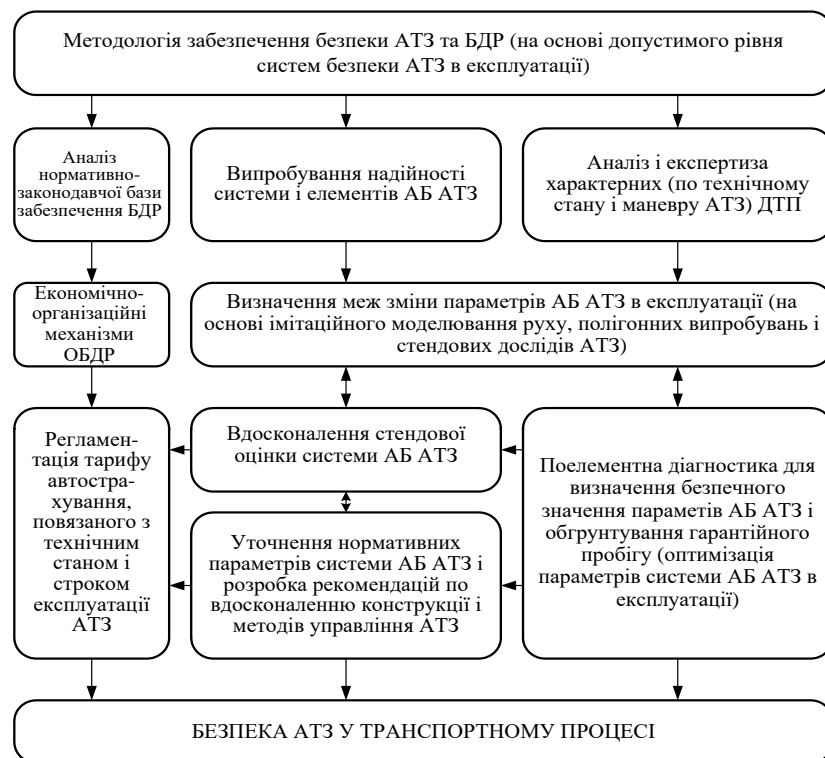 Методологія забезпечення безпеки АТЗ та БДР (на основі допустимого рівня
систем безпеки АТЗ в експлуатації)
Аналіз
нормативно-
законодавчої бази
забезпечення БДР
Випробування надійності
системи і елементів АБ АТЗ
Аналіз і експертиза
характерних (по технічному
стану і маневру АТЗ) ДТП
Економічно-
організаційні
механізми
ОБДР
Визначення меж зміни параметрів АБ АТЗ в експлуатації (на
основі імітаційного моделювання руху, полігонних випробувань і
стендових дослідів АТЗ)
Регламен-
тація тарифу
автостра-
хування,
повязаного з
технічним
станом і
строком
експлуатації
АТЗ
Вдосконалення стендової
оцінки системи АБ АТЗ
Уточнення нормативних
параметрів системи АБ АТЗ і
розробка рекомендацій по
вдосконаленню конструкції і
методів управління АТЗ
Поелементна діагностика для
визначення безпечного
значення параметів АБ АТЗ і
обгрунтування гарантійного
пробігу (оптимізація
параметрів системи АБ АТЗ в
експлуатації)
БЕЗПЕКА АТЗ У ТРАНСПОРТНОМУ ПРОЦЕСІ